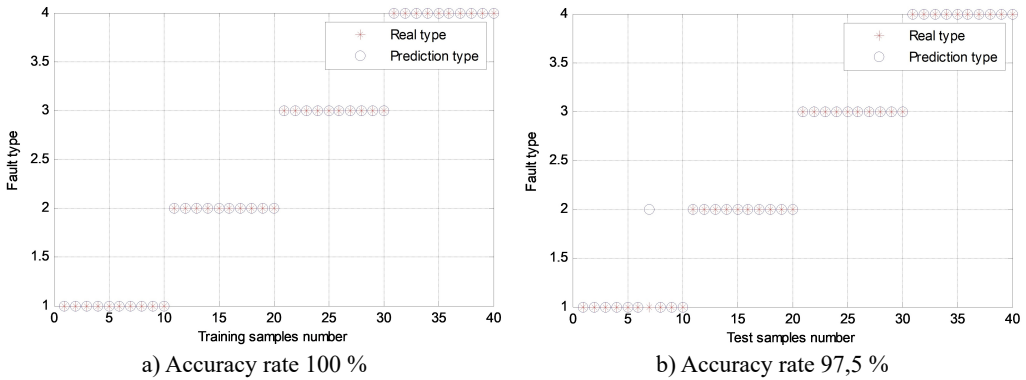 4
3.5
3
2.5
2
1.5
1
Fault type
Real type
Prediction type
0 5 10 15 20 25 30 35 40
Training samples number
a) Accuracy rate 100 %
4
3.5
3
2.5
2
1.5
1
Fault type
Real type
Prediction type
0 5 10 15 20 25 30 35 40
Test samples number
b) Accuracy rate 97,5 %